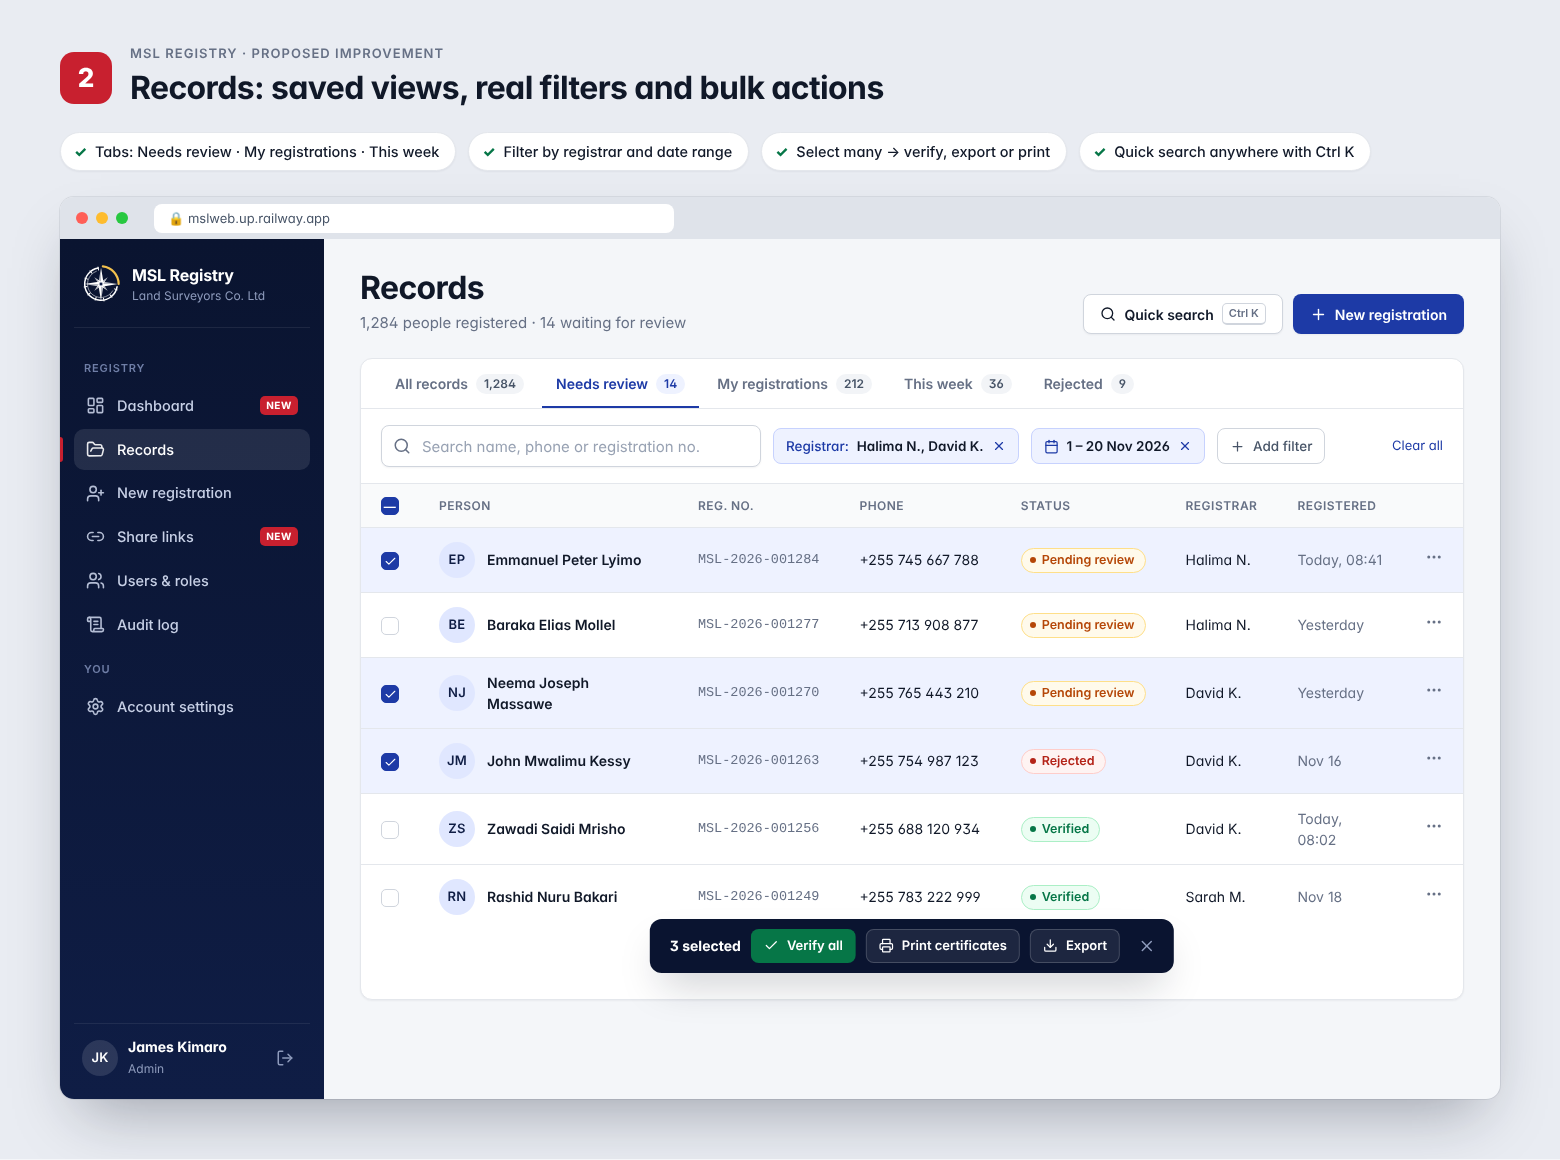 2
MSL REGISTRY · PROPOSED IMPROVEMENT
Records: saved views, real filters and bulk actions
✓ Tabs: Needs review · My registrations · This week
✓ Filter by registrar and date range
✓ Select many → verify, export or print
✓ Quick search anywhere with Ctrl K
mslweb.up.railway.app
MSL Registry
Land Surveyors Co. Ltd
REGISTRY
Dashboard NEW
Records
New registration
Share links NEW
Users & roles
Audit log
YOU
Account settings
JK
James Kimaro
Admin
Records
1,284 people registered · 14 waiting for review
Quick search Ctrl K
+ New registration
All records 1,284
Needs review 14
My registrations 212
This week 36
Rejected 9
Search name, phone or registration no.
Registrar: Halima N., David K. ×
1 – 20 Nov 2026 ×
+ Add filter
Clear all
PERSON REG. NO. PHONE STATUS REGISTRAR REGISTERED
EP Emmanuel Peter Lyimo MSL-2026-001284 +255 745 667 788 Pending review Halima N. Today, 08:41 ···
BE Baraka Elias Mollel MSL-2026-001277 +255 713 908 877 Pending review Halima N. Yesterday ···
NJ Neema Joseph
Massawe MSL-2026-001270 +255 765 443 210 Pending review David K. Yesterday ···
JM John Mwalimu Kessy MSL-2026-001263 +255 754 987 123 Rejected David K. Nov 16 ···
ZS Zawadi Saidi Mrisho MSL-2026-001256 +255 688 120 934 Verified David K. Today,
08:02 ···
RN Rashid Nuru Bakari MSL-2026-001249 +255 783 222 999 Verified Sarah M. Nov 18 ···
3 selected
Verify all
Print certificates
Export
×